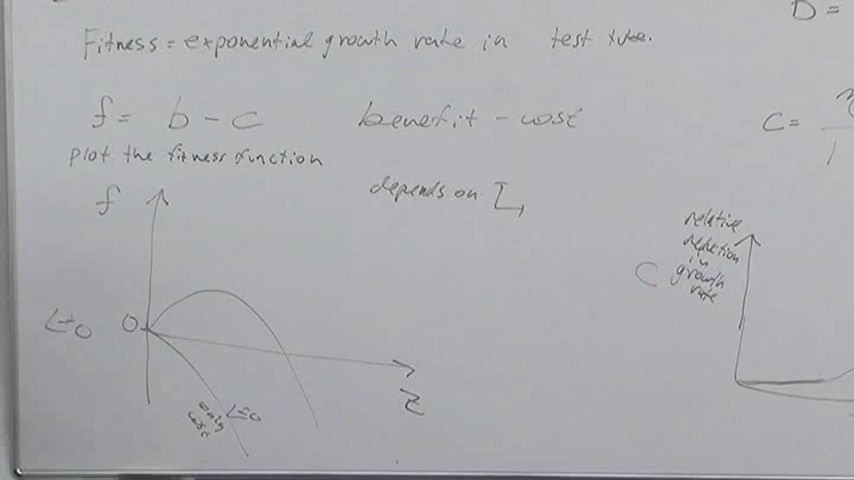 D =
Fitness = exponential growth rate in test tube.
f = b - c benefit - cost
C =
plot the fitness function
depends on L,
f
relative
reduction
in
growth
rate
C
L=0 0
Z
only
cost
L=0